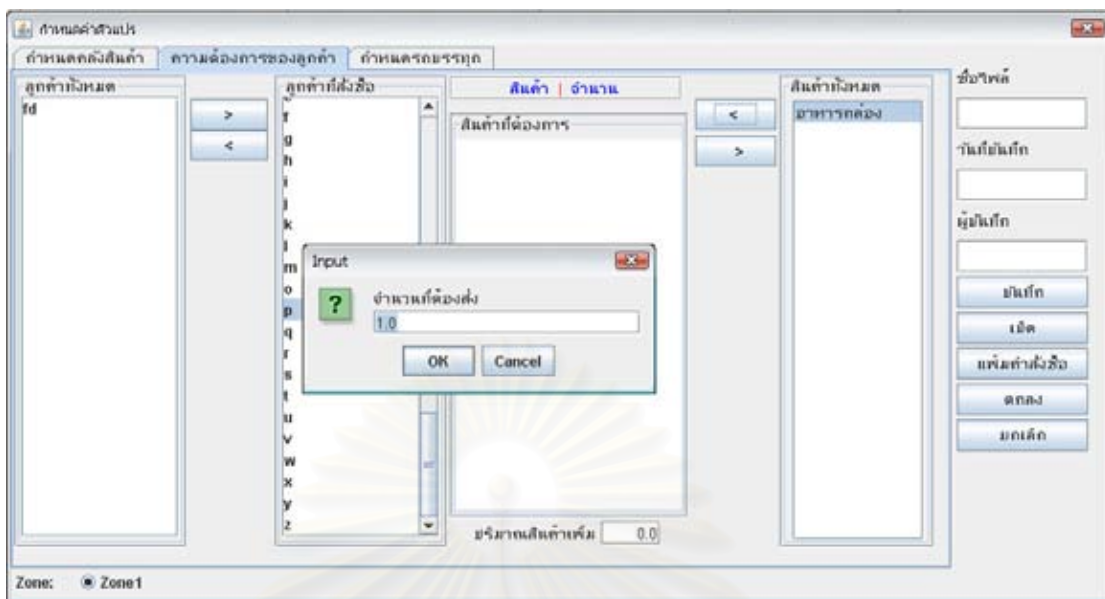 กำหนดค่าตัวแปร
กำหนดคลังสินค้า
ความต้องการของลูกค้า
กำหนดรถบรรทุก
ลูกค้าทั้งหมด
fd
>
<
ลูกค้าที่สั่งซื้อ
f
g
h
i
j
k
l
m
o
p
q
r
s
t
u
v
w
x
y
z
สินค้า | จำนวน
สินค้าที่ต้องการ
ปริมาณสินค้าเพิ่ม 0.0
<
>
สินค้าทั้งหมด
อาหารกล่อง
ชื่อไฟล์
วันที่บันทึก
ผู้บันทึก
บันทึก
เปิด
แฟ้มคำสั่งซื้อ
ตกลง
ยกเลิก
Input
?
จำนวนที่ต้องส่ง
1.0
OK
Cancel
Zone: Zone1